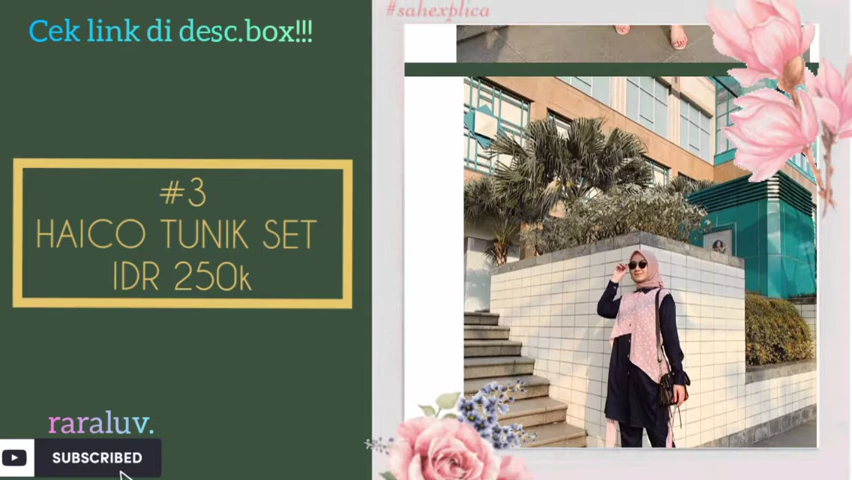 Cek link di desc.box!!!
#sahexplica
#3
HAICO TUNIK SET
IDR 250k
raraluv.
SUBSCRIBED